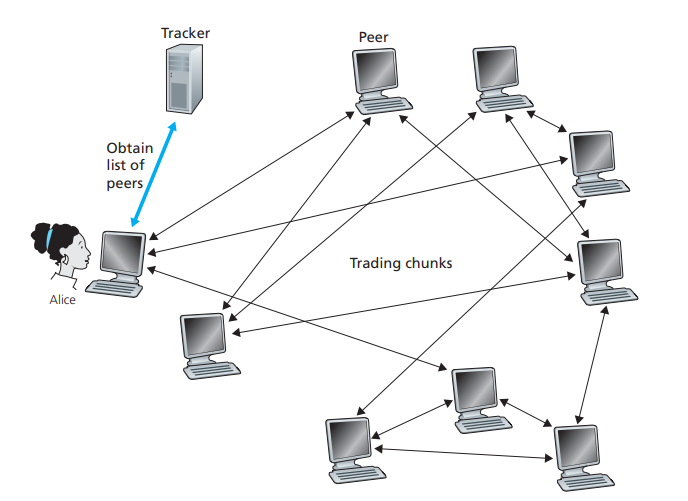 Tracker
Peer
Obtain
list of
peers
Trading chunks
Alice